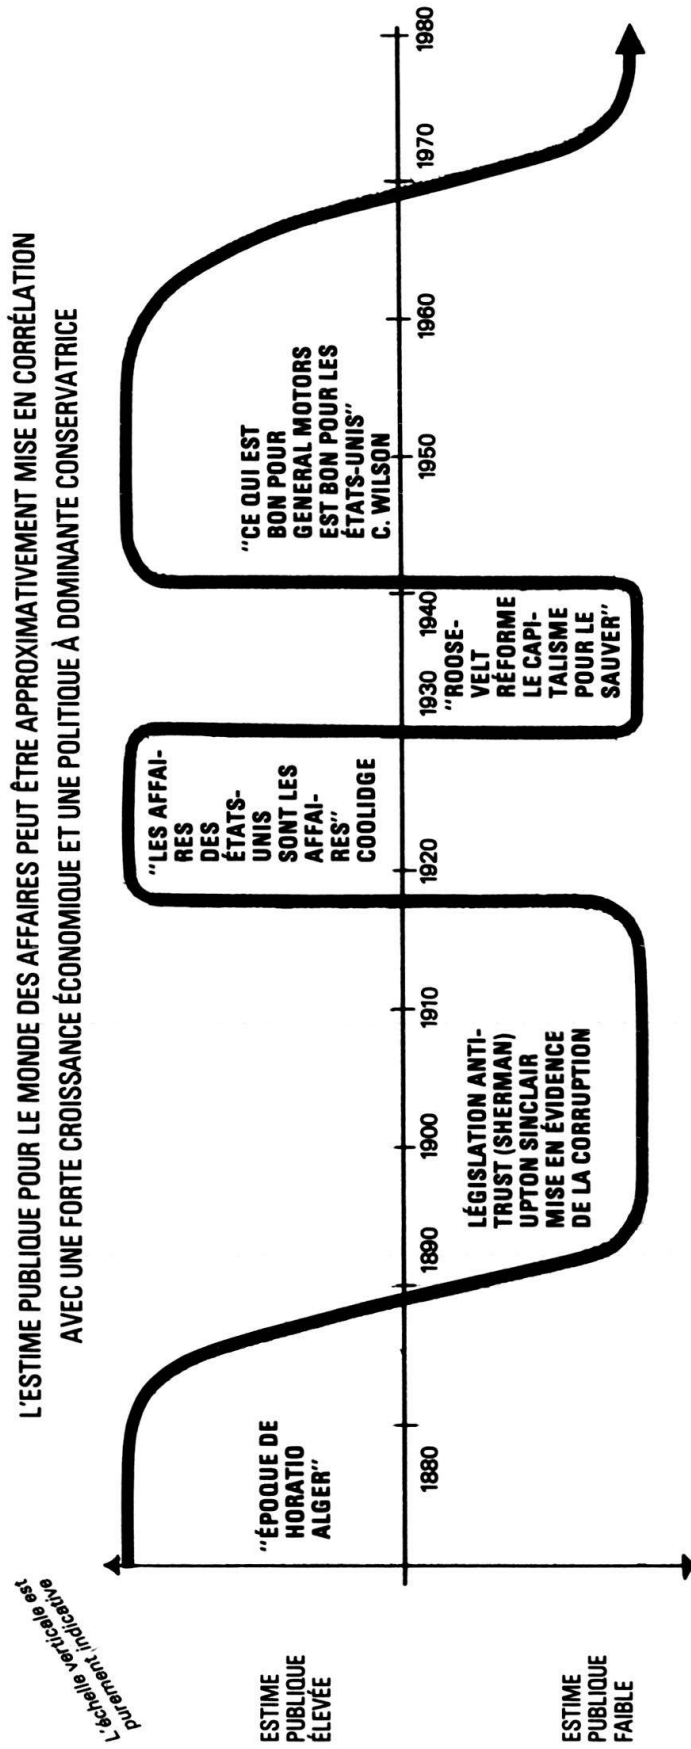 L'ESTIME PUBLIQUE POUR LE MONDE DES AFFAIRES PEUT ÊTRE APPROXIMATIVEMENT MISE EN CORRÉLATION
AVEC UNE FORTE CROISSANCE ÉCONOMIQUE ET UNE POLITIQUE À DOMINANTE CONSERVATRICE
L'échelle verticale est
purement indicative
ESTIME
PUBLIQUE
ÉLEVÉE
ESTIME
PUBLIQUE
FAIBLE
"ÉPOQUE DE
HORATIO
ALGER"
LÉGISLATION ANTI-
TRUST (SHERMAN)
UPTON SINCLAIR
MISE EN ÉVIDENCE
DE LA CORRUPTION
"LES AFFAI-
RES
DES
ÉTATS-
UNIS
SONT LES
AFFAI-
RES"
COOLIDGE
"ROOSE-
VELT
RÉFORME
LE CAPI-
TALISME
POUR LE
SAUVER"
"CE QUI EST
BON POUR
GENERAL MOTORS
EST BON POUR LES
ÉTATS-UNIS"
C. WILSON
1880
1890
1900
1910
1920
1930
1940
1950
1960
1970
1980